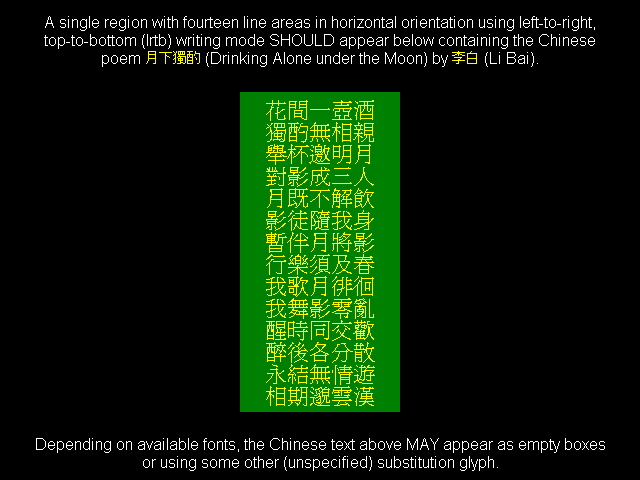 A single region with fourteen line areas in horizontal orientation using left-to-right,
top-to-bottom (lrtb) writing mode SHOULD appear below containing the Chinese
poem 月下獨酌 (Drinking Alone under the Moon) by 李白 (Li Bai).
花間一壺酒
獨酌無相親
舉杯邀明月
對影成三人
月既不解飲
影徒隨我身
暫伴月將影
行樂須及春
我歌月徘徊
我舞影零亂
醒時同交歡
醉後各分散
永結無情遊
相期邈雲漢
Depending on available fonts, the Chinese text above MAY appear as empty boxes
or using some other (unspecified) substitution glyph.